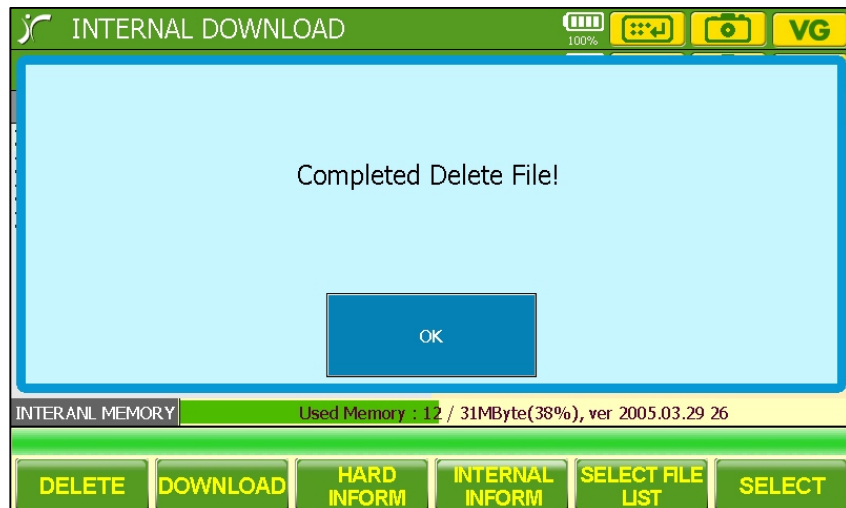 INTERNAL DOWNLOAD
100%
VG
Completed Delete File!
OK
INTERANL MEMORY
Used Memory : 12 / 31MByte(38%), ver 2005.03.29 26
DELETE
DOWNLOAD
HARD
INFORM
INTERNAL
INFORM
SELECT FILE
LIST
SELECT